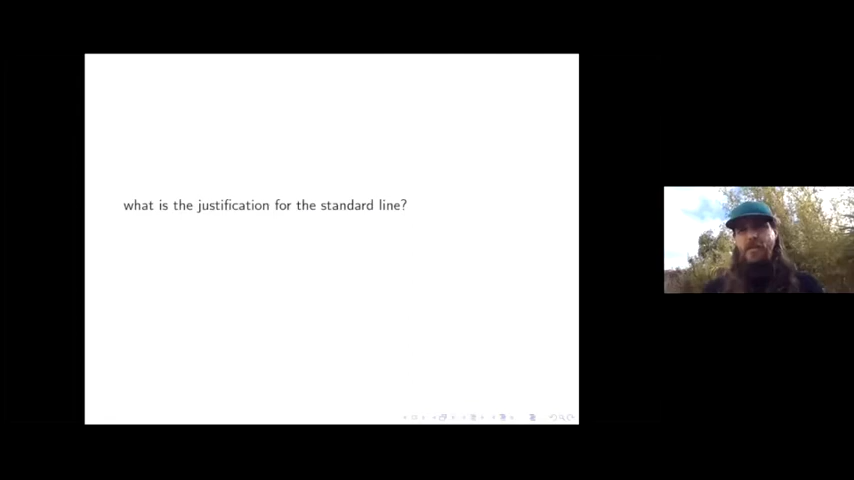 what is the justification for the standard line?